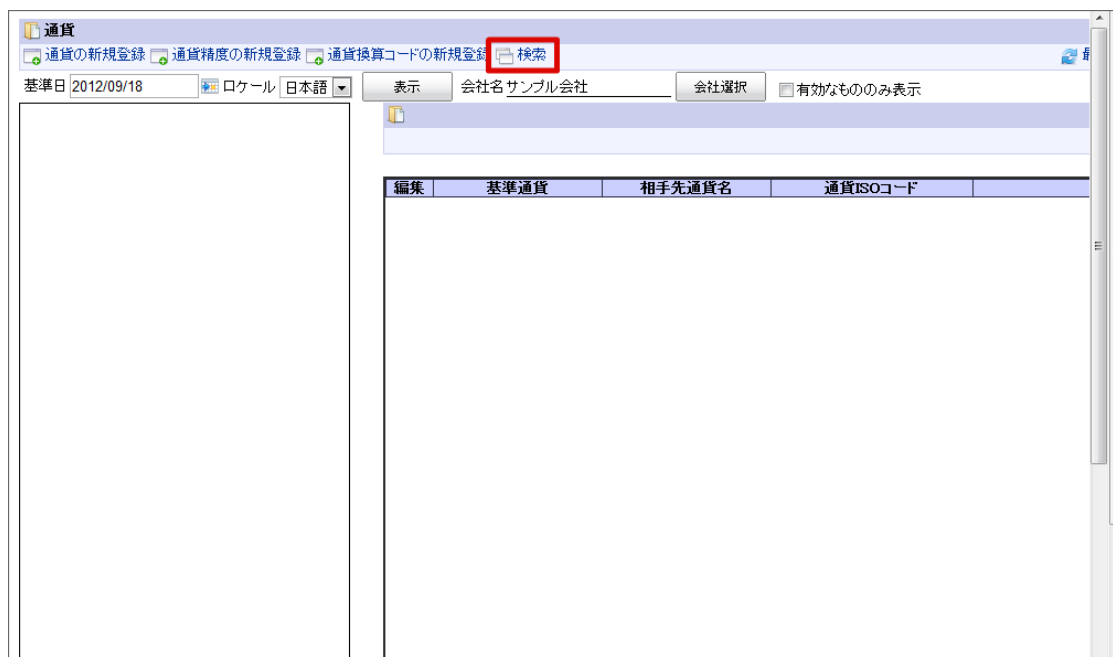 通貨
通貨の新規登録 通貨精度の新規登録 通貨換算コードの新規登録 検索
基準日 2012/09/18 ロケール 日本語 表示 会社名 サンプル会社 会社選択 有効なもののみ表示
編集 基準通貨 相手先通貨名 通貨ISOコード